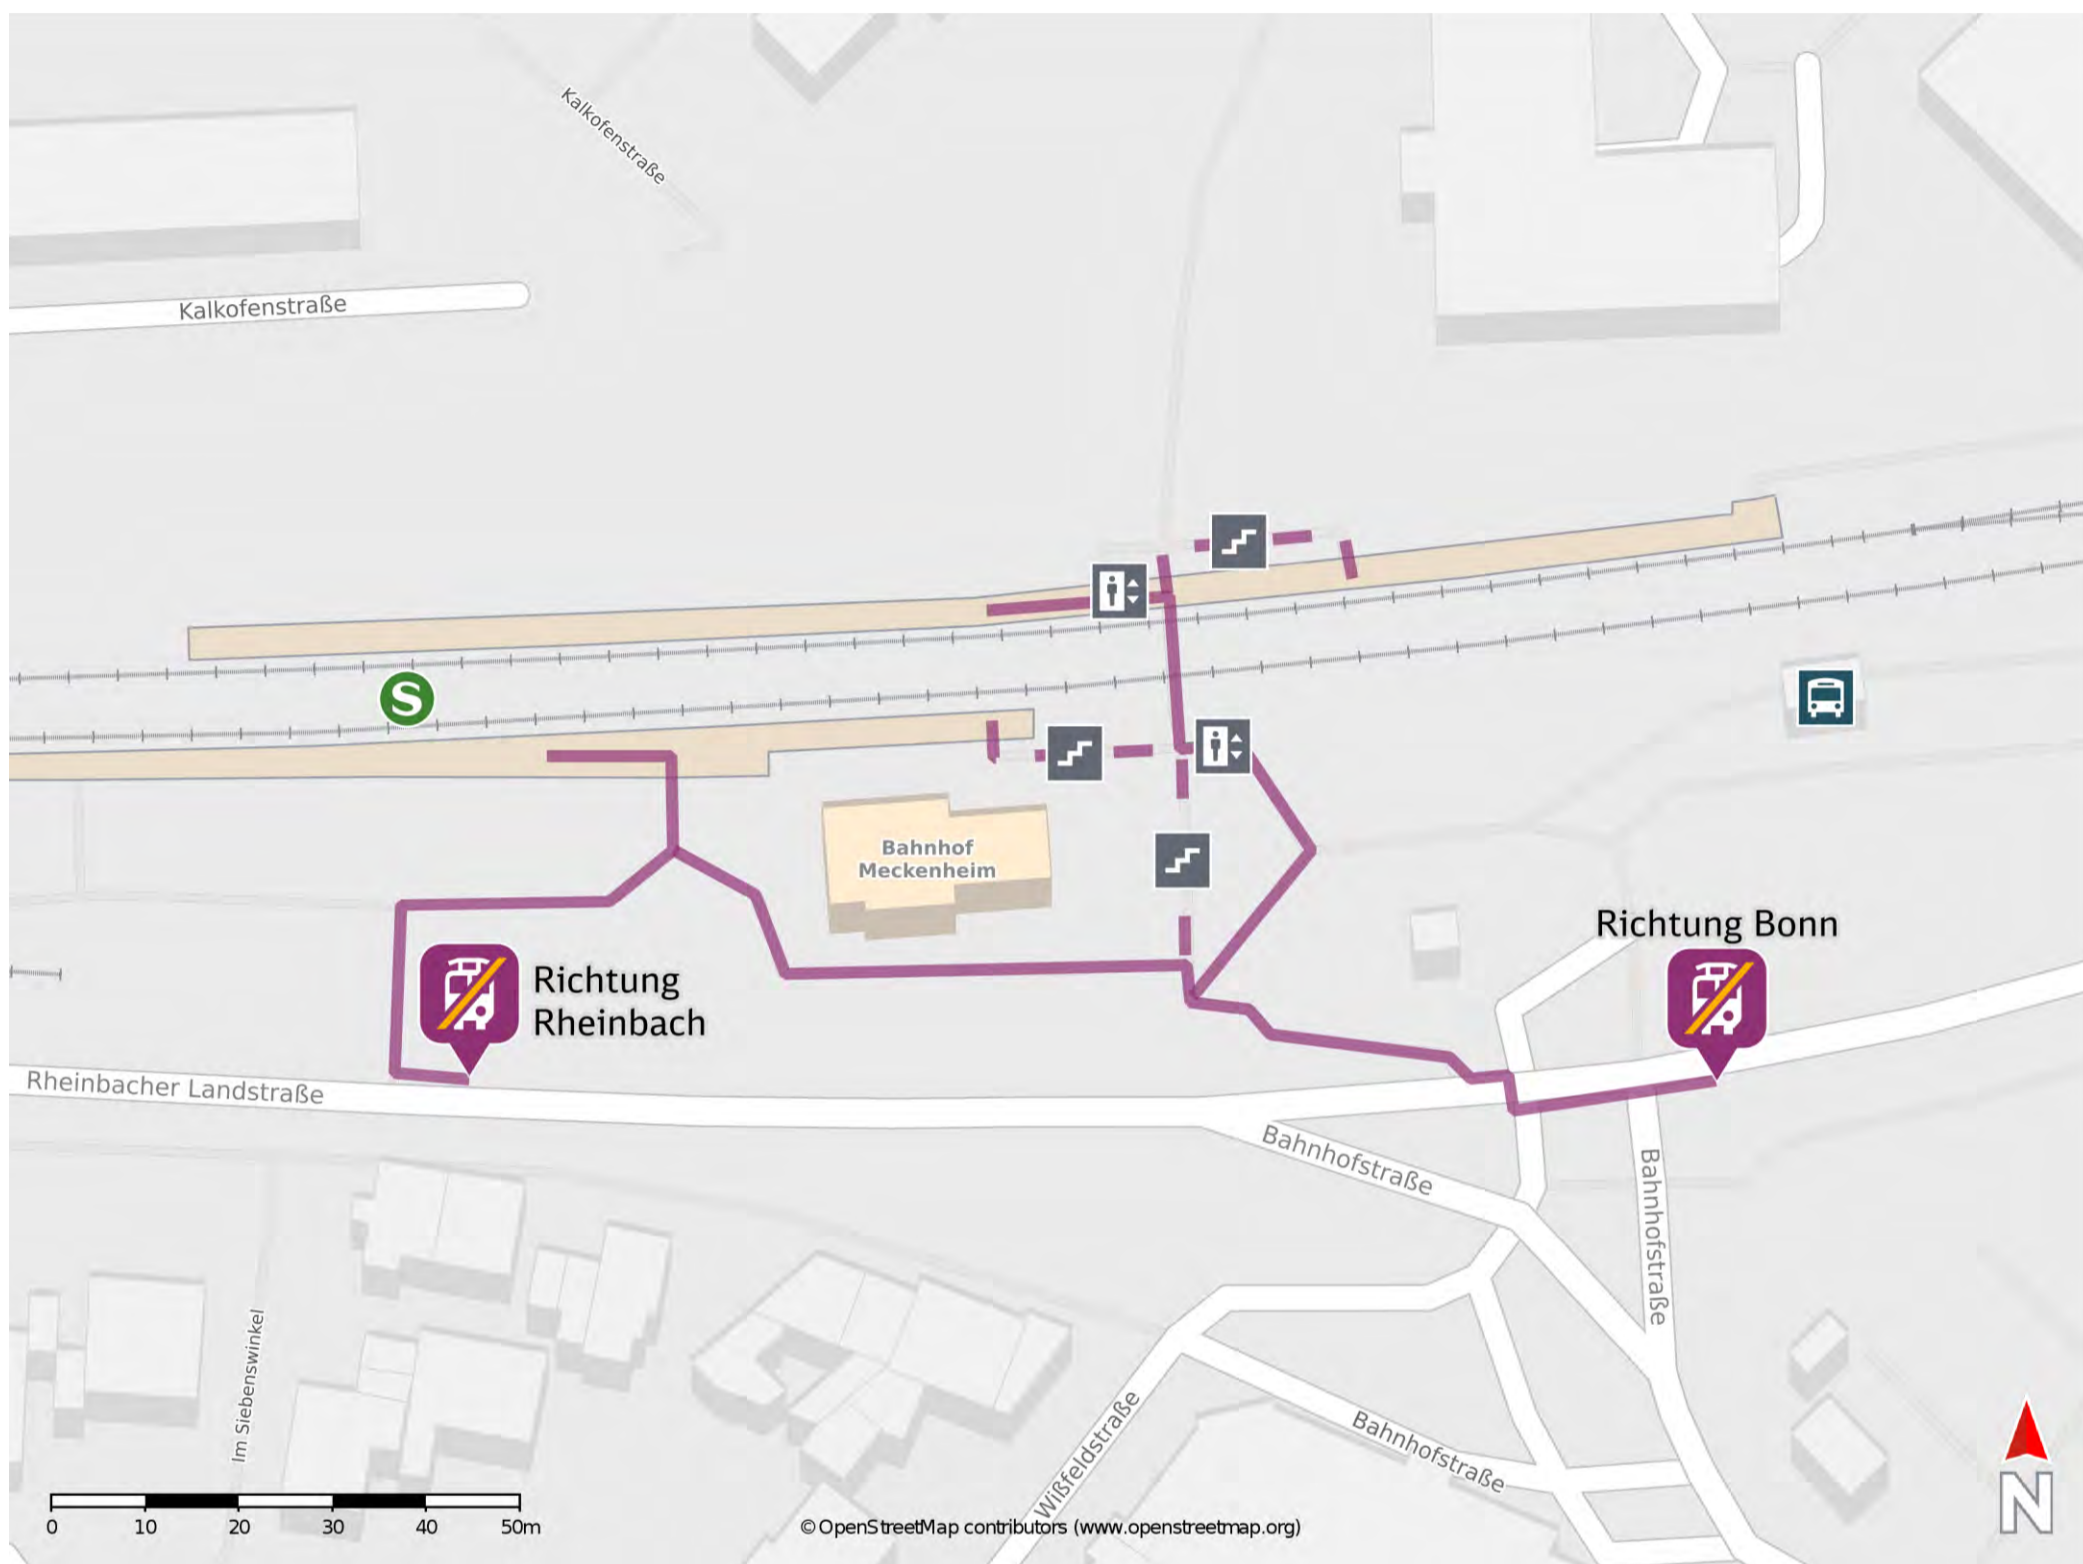 Kalkofenstraße
Kalkofenstraße
S
Bahnhof
Meckenheim
Richtung Bonn
Richtung
Rheinbach
Rheinbacher Landstraße
Bahnhofstraße
Bahnhofstraße
Im Siebenswinkel
Wißfeldstraße
Bahnhofstraße
N
0 10 20 30 40 50m
© OpenStreetMap contributors (www.openstreetmap.org)